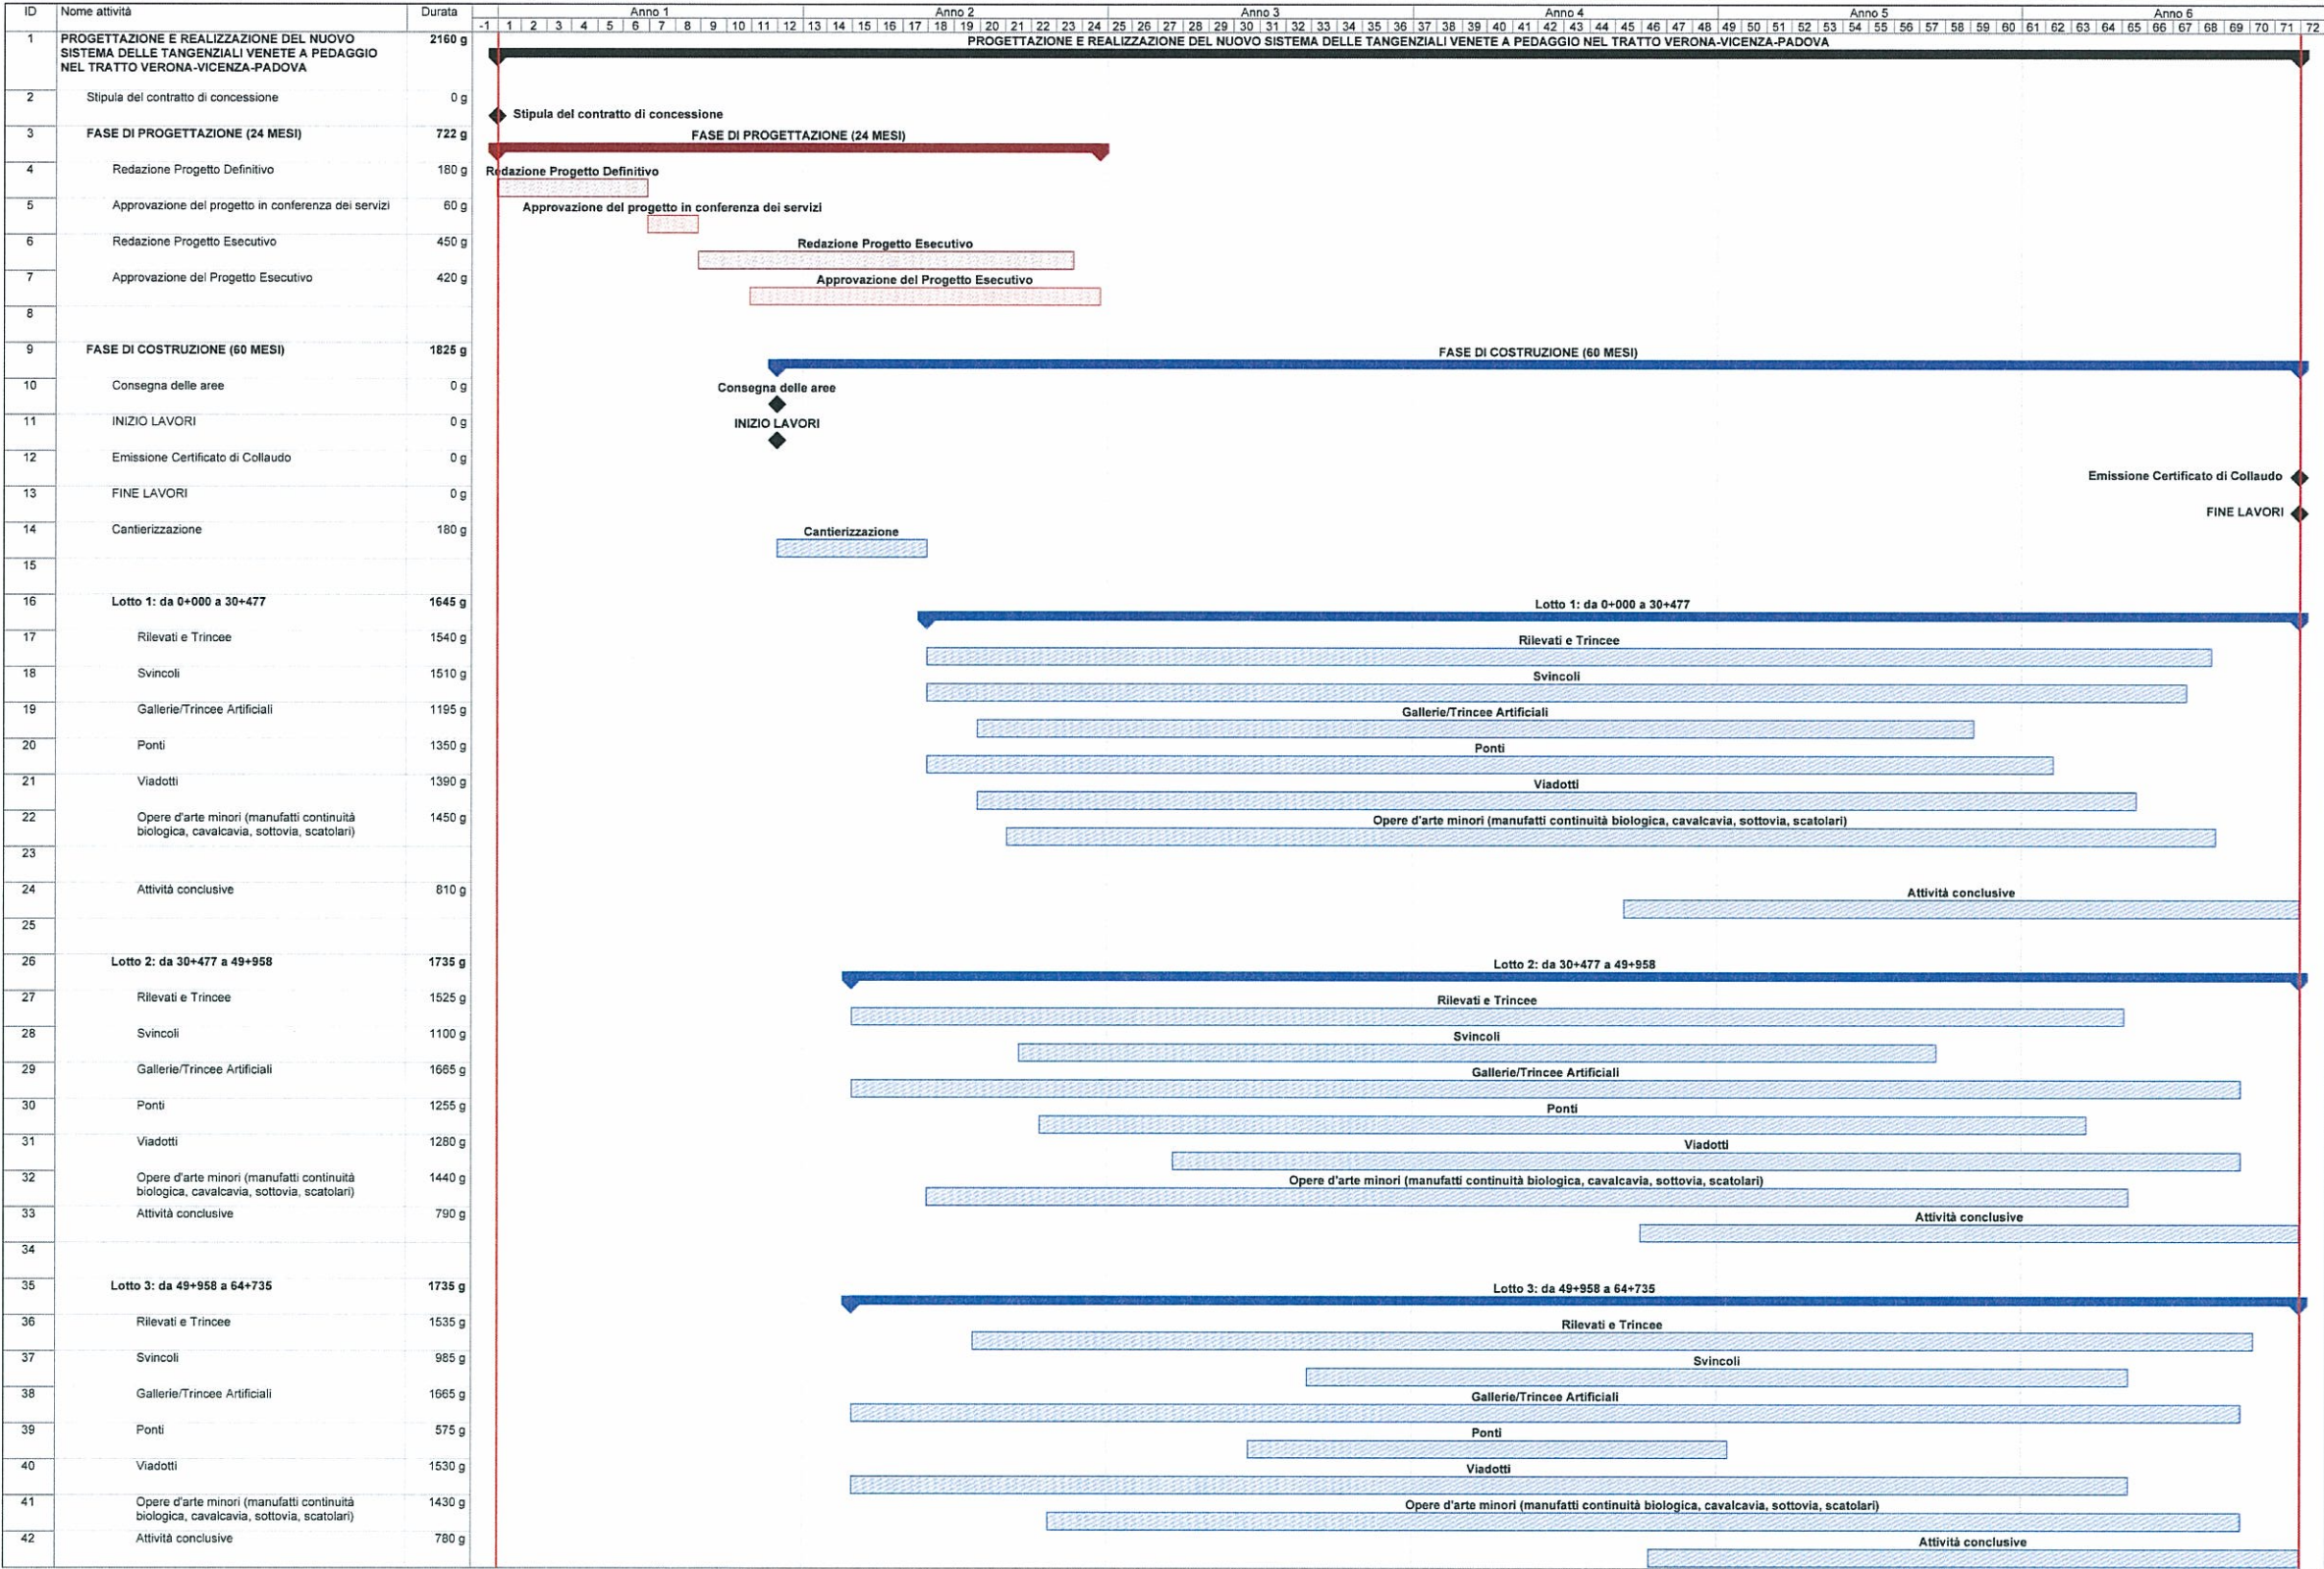 ID Nome attività Durata Anno 1 Anno 2 Anno 3 Anno 4 Anno 5 Anno 6
-1 1 2 3 4 5 6 7 8 9 10 11 12 13 14 15 16 17 18 19 20 21 22 23 24 25 26 27 28 29 30 31 32 33 34 35 36 37 38 39 40 41 42 43 44 45 46 47 48 49 50 51 52 53 54 55 56 57 58 59 60 61 62 63 64 65 66 67 68 69 70 71 72
1 PROGETTAZIONE E REALIZZAZIONE DEL NUOVO 2160 g PROGETTAZIONE E REALIZZAZIONE DEL NUOVO SISTEMA DELLE TANGENZIALI VENETE A PEDAGGIO NEL TRATTO VERONA-VICENZA-PADOVA
SISTEMA DELLE TANGENZIALI VENETE A PEDAGGIO
NEL TRATTO VERONA-VICENZA-PADOVA
2 Stipula del contratto di concessione 0 g
Stipula del contratto di concessione
3 FASE DI PROGETTAZIONE (24 MESI) 722 g FASE DI PROGETTAZIONE (24 MESI)
4 Redazione Progetto Definitivo 180 g Redazione Progetto Definitivo
5 Approvazione del progetto in conferenza dei servizi 60 g Approvazione del progetto in conferenza dei servizi
6 Redazione Progetto Esecutivo 450 g Redazione Progetto Esecutivo
7 Approvazione del Progetto Esecutivo 420 g Approvazione del Progetto Esecutivo
8
9 FASE DI COSTRUZIONE (60 MESI) 1825 g FASE DI COSTRUZIONE (60 MESI)
10 Consegna delle aree 0 g Consegna delle aree
11 INIZIO LAVORI 0 g INIZIO LAVORI
12 Emissione Certificato di Collaudo 0 g
Emissione Certificato di Collaudo
13 FINE LAVORI 0 g
FINE LAVORI
14 Cantierizzazione 180 g Cantierizzazione
15
16 Lotto 1: da 0+000 a 30+477 1645 g Lotto 1: da 0+000 a 30+477
17 Rilevati e Trincee 1540 g Rilevati e Trincee
18 Svincoli 1510 g Svincoli
19 Gallerie/Trincee Artificiali 1195 g Gallerie/Trincee Artificiali
20 Ponti 1350 g Ponti
21 Viadotti 1390 g Viadotti
22 Opere d'arte minori (manufatti continuità 1450 g Opere d'arte minori (manufatti continuità biologica, cavalcavia, sottovia, scatolari)
biologica, cavalcavia, sottovia, scatolari)
23
24 Attività conclusive 810 g Attività conclusive
25
26 Lotto 2: da 30+477 a 49+958 1735 g Lotto 2: da 30+477 a 49+958
27 Rilevati e Trincee 1525 g Rilevati e Trincee
28 Svincoli 1100 g Svincoli
29 Gallerie/Trincee Artificiali 1665 g Gallerie/Trincee Artificiali
30 Ponti 1255 g Ponti
31 Viadotti 1280 g Viadotti
32 Opere d'arte minori (manufatti continuità 1440 g Opere d'arte minori (manufatti continuità biologica, cavalcavia, sottovia, scatolari)
biologica, cavalcavia, sottovia, scatolari)
33 Attività conclusive 790 g Attività conclusive
34
35 Lotto 3: da 49+958 a 64+735 1735 g Lotto 3: da 49+958 a 64+735
36 Rilevati e Trincee 1535 g Rilevati e Trincee
37 Svincoli 985 g Svincoli
38 Gallerie/Trincee Artificiali 1665 g Gallerie/Trincee Artificiali
39 Ponti 575 g Ponti
40 Viadotti 1530 g Viadotti
41 Opere d'arte minori (manufatti continuità 1430 g Opere d'arte minori (manufatti continuità biologica, cavalcavia, sottovia, scatolari)
biologica, cavalcavia, sottovia, scatolari)
42 Attività conclusive 780 g Attività conclusive